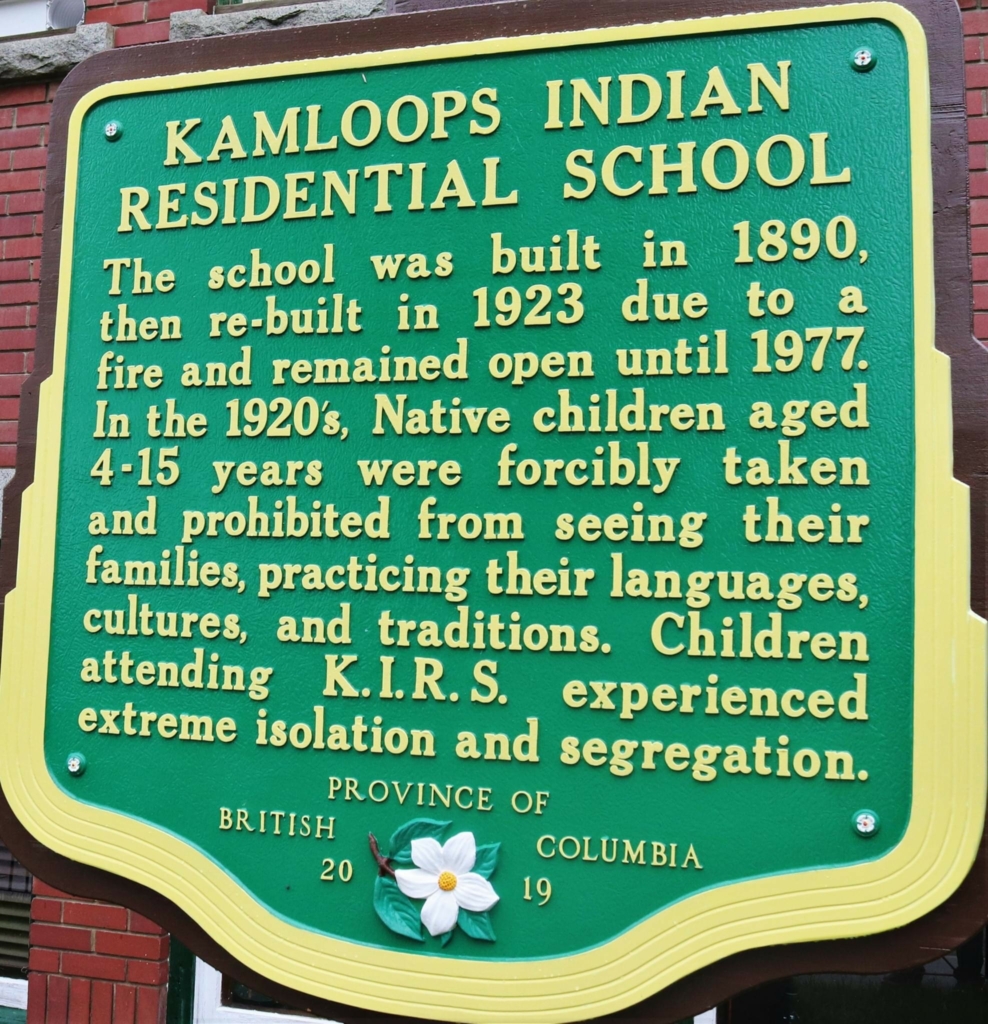 KAMLOOPS INDIAN
RESIDENTIAL SCHOOL
The school was built in 1890,
then re-built in 1923 due to a
fire and remained open until 1977.
In the 1920's, Native children aged
4-15 years were forcibly taken
and prohibited from seeing their
families, practicing their languages,
cultures, and traditions. Children
attending K.I.R.S. experienced
extreme isolation and segregation.
PROVINCE OF
BRITISH COLUMBIA
20 19